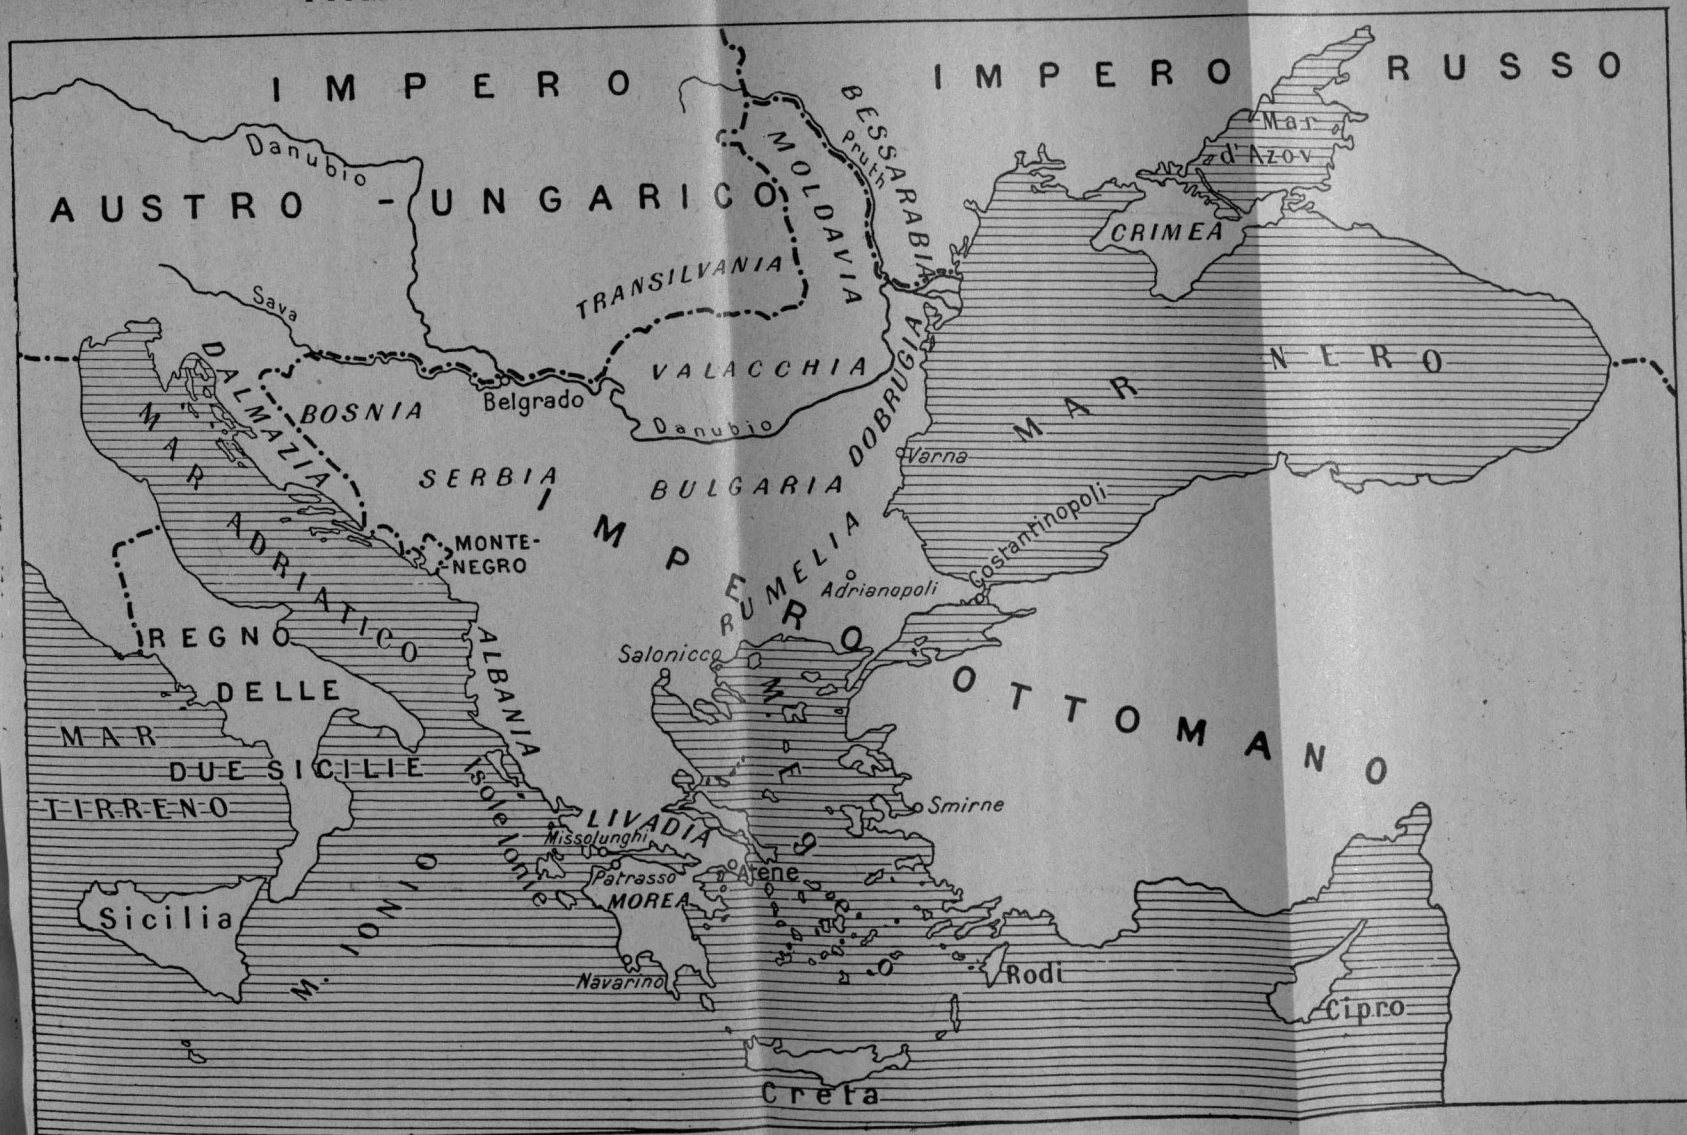 IMPERO
AUSTRO - UNGARICO
IMPERO RUSSO
Danubio
BESSARABIA
Pruth
MOLDAVIA
Mar
d'Azov
CRIMEA
TRANSILVANIA
Sava
DALMAZIA
BOSNIA
Belgrado
VALACCHIA
Danubio
DOBRUGIA
MAR NERO
Varna
MAR ADRIATICO
SERBIA
BULGARIA
IMPERO OTTOMANO
MONTE-
NEGRO
RUMELIA
Adrianopoli
Costantinopoli
REGNO
DELLE
DUE SICILIE
ALBANIA
Salonicco
M. Egeo
MAR
TIRRENO
Isole Ionie
LIVADIA
Missolunghi
Patrasso
Atene
MOREA
Smirne
Sicilia
M. IONIO
Navarino
Rodi
Cipro
Creta